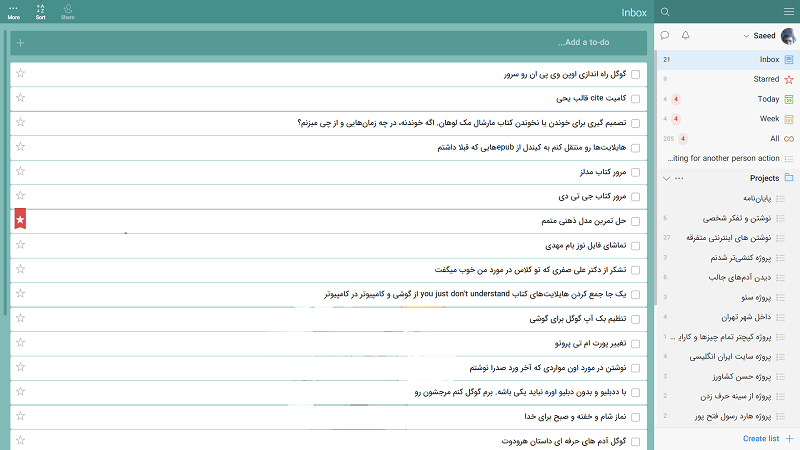 More
Sort
Share
Inbox
Add a to-do...
گوگل راه اندازی اوپن وی پی ان رو سرور
کامیت cite قالب یحی
تصمیم گیری برای خوندن یا نخوندن کتاب مارشال مک لوهان. اگه خوندنه، در چه زمان‌هایی و از چی میزنم؟
هایلایت‌ها رو منتقل کنم به کیندل از epubهایی که قبلا داشتم
مرور کتاب مدلز
مرور کتاب جی تی دی
حل تمرین مدل ذهنی متمم
تماشای فایل نوز بام مهدی
تشکر از دکتر علی صفری که تو کلاس در مورد من خوب میگفت
یک جا جمع کردن هایلایت‌های کتاب you just don't understand از گوشی و کامپیوتر در کامپیوتر
تنظیم بک آپ گوگل برای گوشی
تغییر پورت ام تی پروتو
نوشتن در مورد اون مواردی که آخر ورد صدرا نوشتم
با ددبلیو و بدون دبلیو اوره نباید یکی باشه. برم گوگل کنم مرجشون رو
نماز شام و خفته و صبح برای خدا
گوگل آدم های حرفه ای داستان هرودوت
Saeed
Inbox 21
Starred 9
Today 4 4
Week 4 4
All 4 205
...iting for another person action
Projects
پایان‌نامه
نوشتن و تفکر شخصی 6
نوشتن های اینترنتی متفرقه 27
پروژه کنشی‌تر شدنم 3
دیدن آدم‌های جالب 6
پروژه سئو 3
داخل شهر تهران 4
پروژه کپچتر تمام چیزها و کارای... 1
پروژه سایت ایران انگلیسی 4
پروژه حسن کشاورز 3
پروژه از سینه حرف زدن 2
پروژه هارد رسول فتح پور 2
Create list